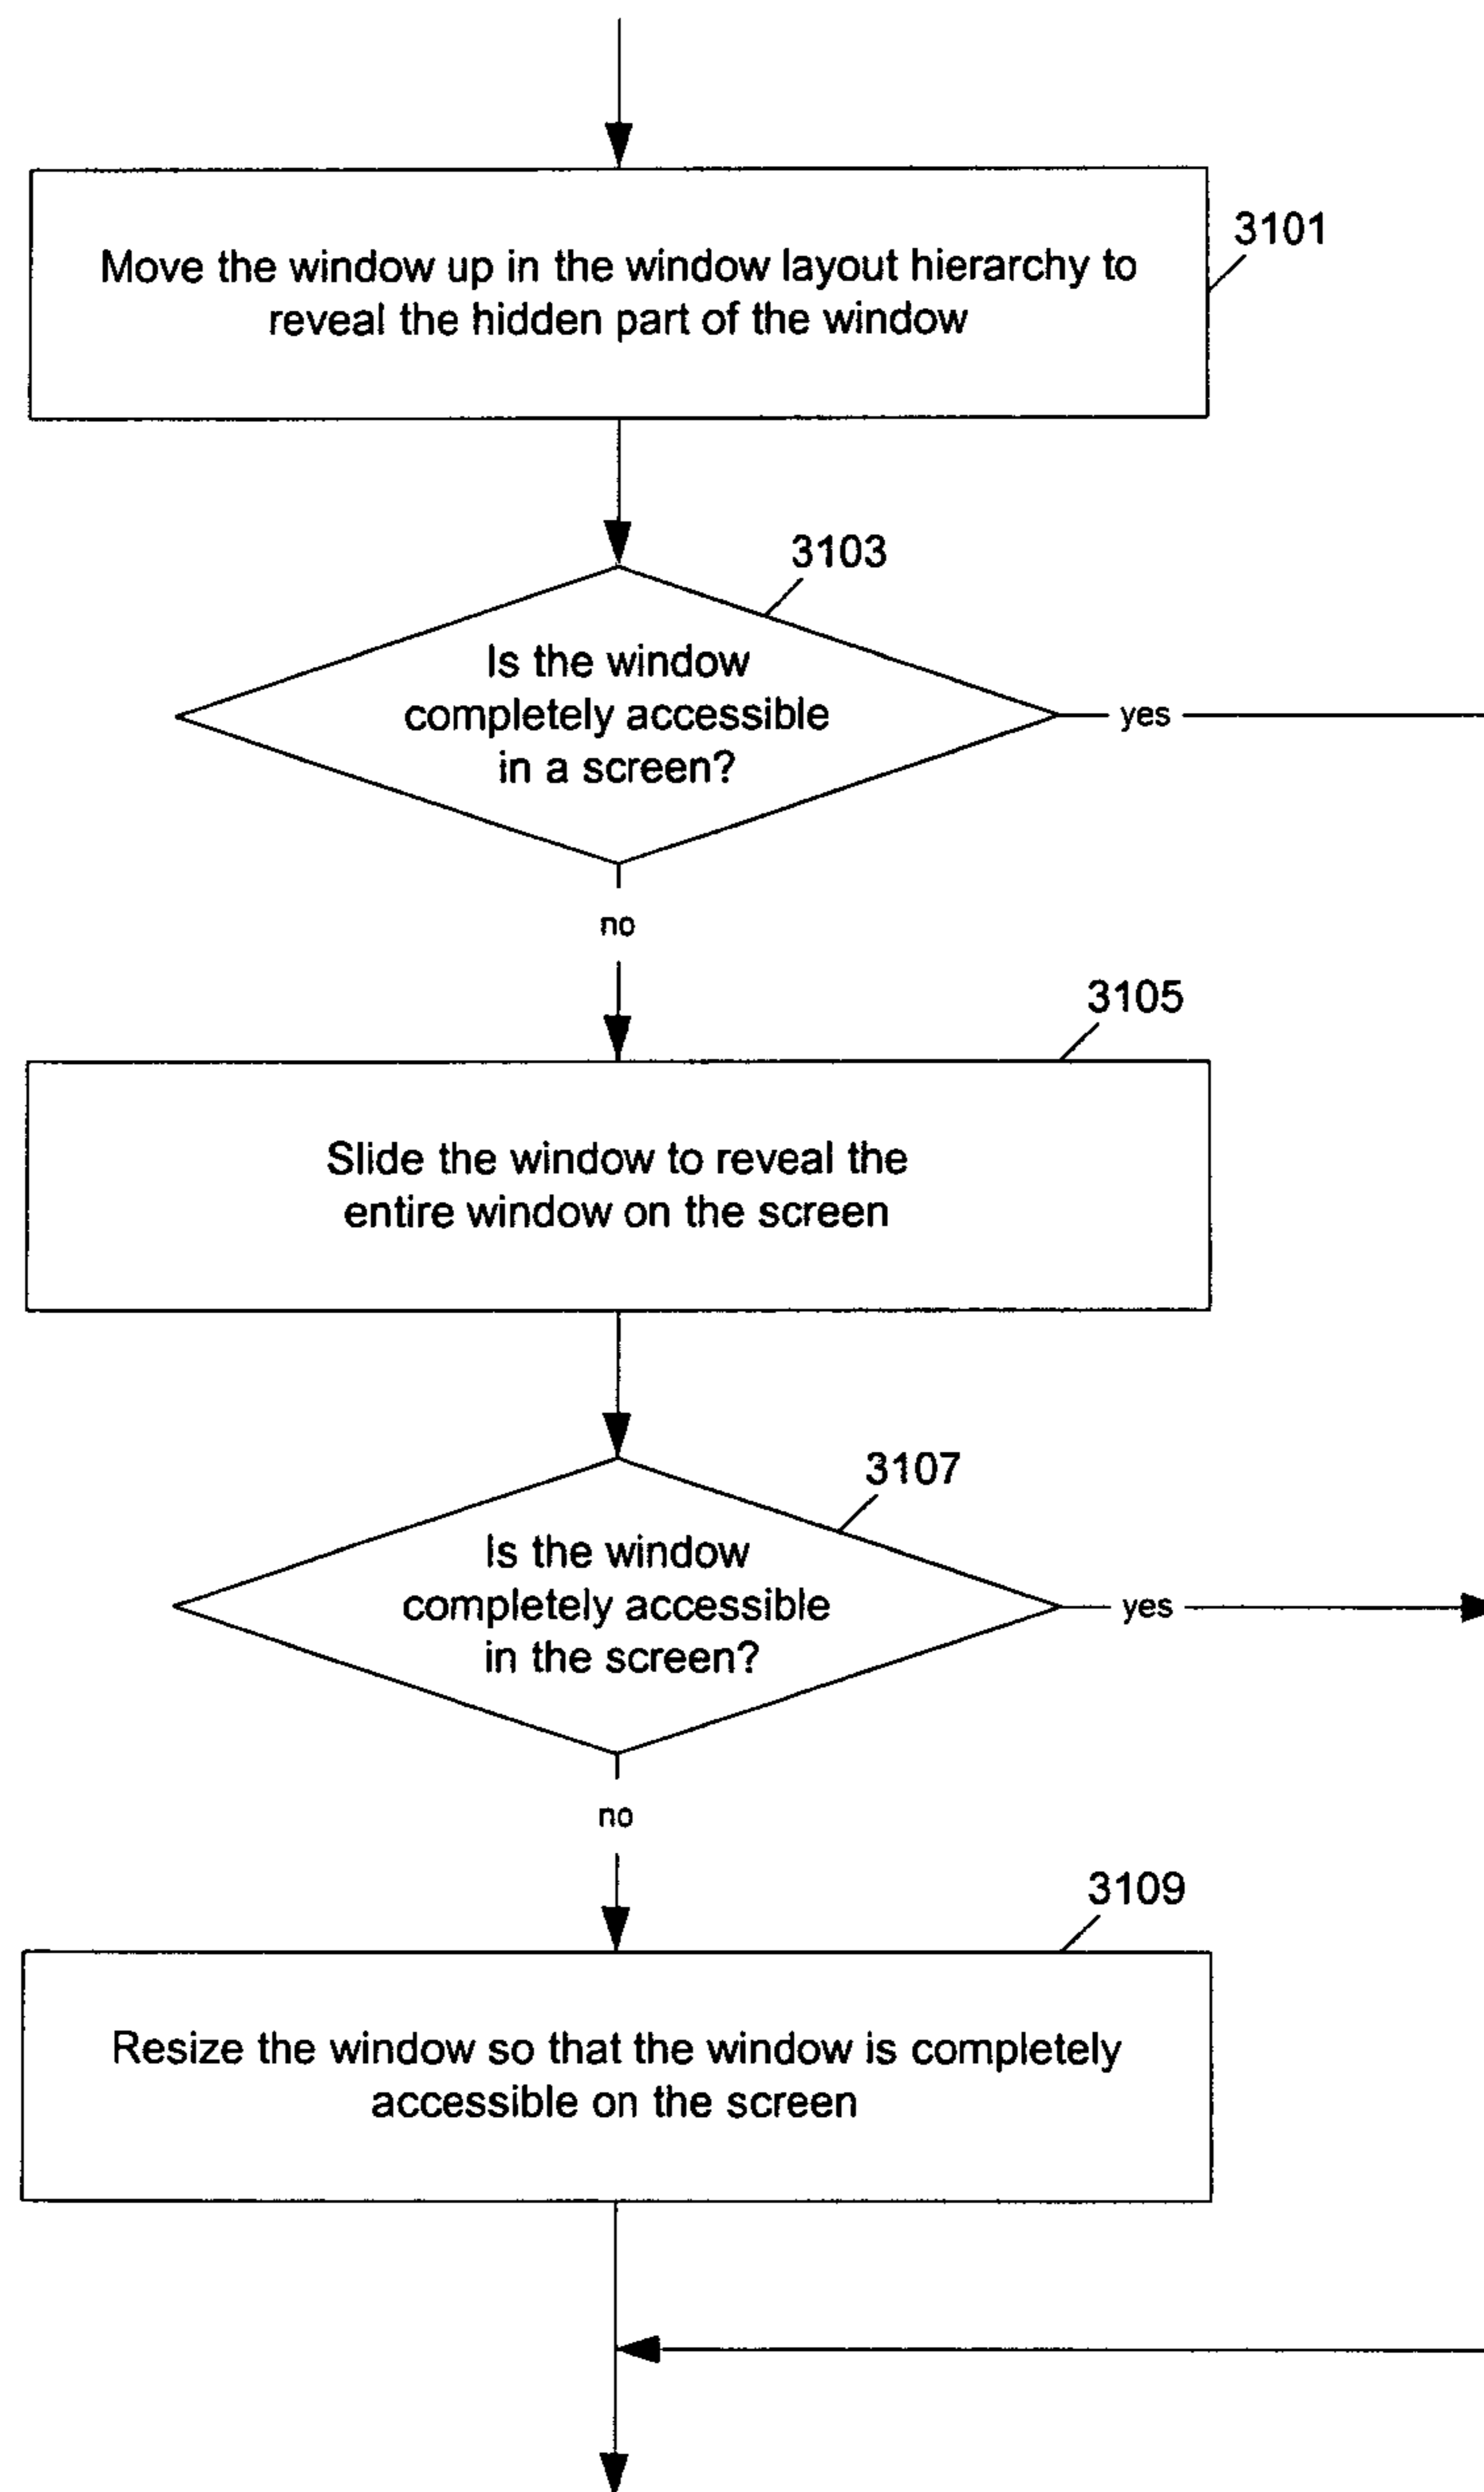 Move the window up in the window layout hierarchy to
reveal the hidden part of the window
3101
3103
Is the window
completely accessible
in a screen?
yes
no
3105
Slide the window to reveal the
entire window on the screen
3107
Is the window
completely accessible
in the screen?
yes
no
3109
Resize the window so that the window is completely
accessible on the screen